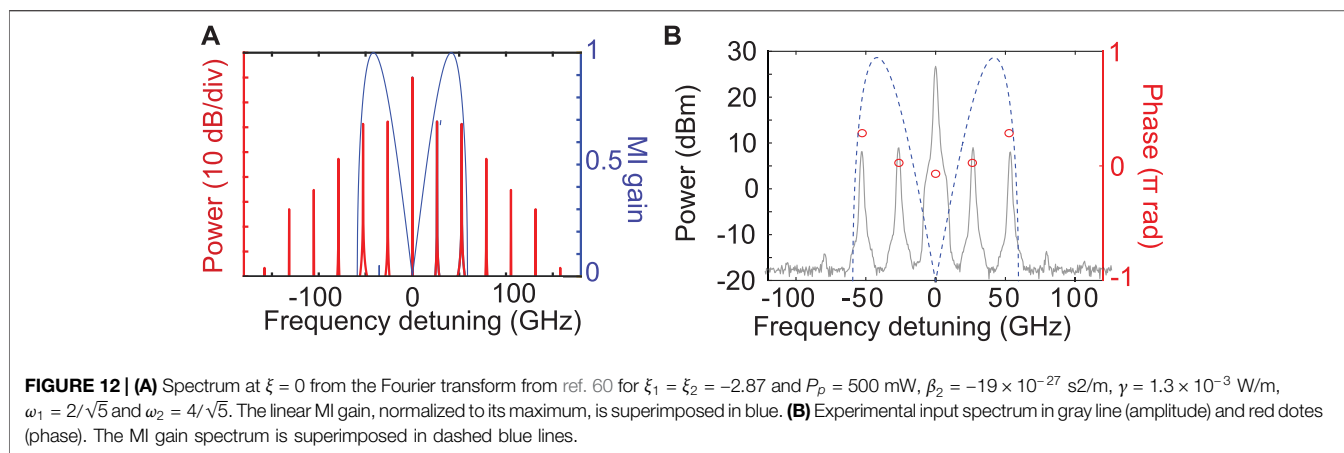 A
Power (10 dB/div)
1
0.5
0
MI gain
-100
0
100
Frequency detuning (GHz)
B
Power (dBm)
30
20
10
0
-10
-20
1
0
-1
Phase (π rad)
-100
-50
0
50
100
Frequency detuning (GHz)
FIGURE 12 | (A) Spectrum at ξ = 0 from the Fourier transform from ref. 60 for ξ₁ = ξ₂ = −2.87 and Pₚ = 500 mW, β₂ = −19 × 10⁻²⁷ s2/m, γ = 1.3 × 10⁻³ W/m,
ω₁ = 2/√5 and ω₂ = 4/√5. The linear MI gain, normalized to its maximum, is superimposed in blue. (B) Experimental input spectrum in gray line (amplitude) and red dotes
(phase). The MI gain spectrum is superimposed in dashed blue lines.